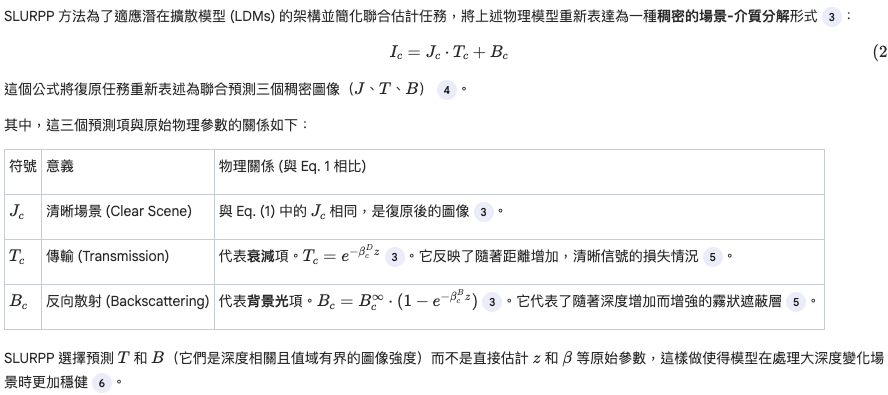 SLURPP 方法為了適應潛在擴散模型 (LDMs) 的架構並簡化聯合估計任務，將上述物理模型重新表達為一種稠密的場景-介質分解形式 3 ：
I_c = J_c · T_c + B_c (2
這個公式將復原任務重新表述為聯合預測三個稠密圖像（J、T、B） 4 。
其中，這三個預測項與原始物理參數的關係如下：
符號 意義 物理關係 (與 Eq. 1 相比)
J_c 清晰場景 (Clear Scene) 與 Eq. (1) 中的 J_c 相同，是復原後的圖像 3 。
T_c 傳輸 (Transmission) 代表衰減項。T_c = e^{-β_c^D z} 3 。它反映了隨著距離增加，清晰信號的損失情況 5 。
B_c 反向散射 (Backscattering) 代表背景光項。B_c = B_c^∞ · (1 − e^{-β_c^B z}) 3 。它代表了隨著深度增加而增強的霧狀遮蔽層 5 。
SLURPP 選擇預測 T 和 B（它們是深度相關且值域有界的圖像強度）而不是直接估計 z 和 β 等原始參數，這樣做使得模型在處理大深度變化場
景時更加穩健 6 。